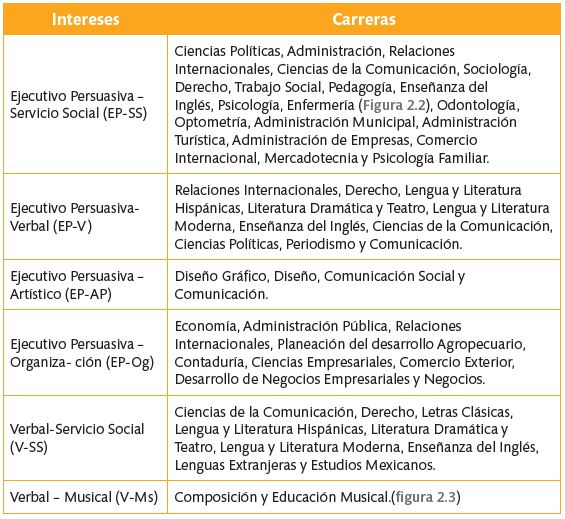 Intereses
Carreras
Ejecutivo Persuasiva –
Servicio Social (EP-SS)
Ciencias Políticas, Administración, Relaciones
Internacionales, Ciencias de la Comunicación, Sociología,
Derecho, Trabajo Social, Pedagogía, Enseñanza del
Inglés, Psicología, Enfermería (Figura 2.2), Odontología,
Optometría, Administración Municipal, Administración
Turística, Administración de Empresas, Comercio
Internacional, Mercadotecnia y Psicología Familiar.
Ejecutivo Persuasiva-
Verbal (EP-V)
Relaciones Internacionales, Derecho, Lengua y Literatura
Hispánicas, Literatura Dramática y Teatro, Lengua y Literatura
Moderna, Enseñanza del Inglés, Ciencias de la Comunicación,
Ciencias Políticas, Periodismo y Comunicación.
Ejecutivo Persuasiva –
Artístico (EP-AP)
Diseño Gráfico, Diseño, Comunicación Social y
Comunicación.
Ejecutivo Persuasiva –
Organiza- ción (EP-Og)
Economía, Administración Pública, Relaciones
Internacionales, Planeación del desarrollo Agropecuario,
Contaduría, Ciencias Empresariales, Comercio Exterior,
Desarrollo de Negocios Empresariales y Negocios.
Verbal-Servicio Social
(V-SS)
Ciencias de la Comunicación, Derecho, Letras Clásicas,
Lengua y Literatura Hispánicas, Literatura Dramática y
Teatro, Lengua y Literatura Moderna, Enseñanza del Inglés,
Lenguas Extranjeras y Estudios Mexicanos.
Verbal – Musical (V-Ms)
Composición y Educación Musical.(figura 2.3)